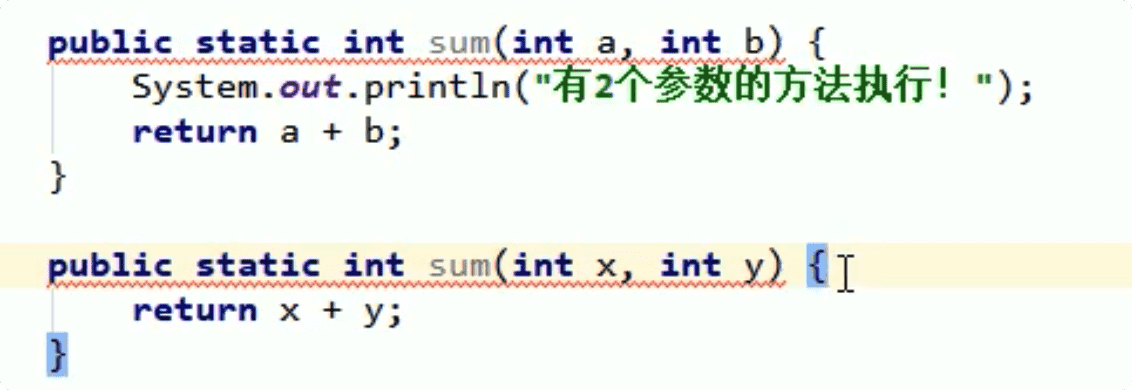 public static int sum(int a, int b) {
    System.out.println("有2个参数的方法执行！");
    return a + b;
}
public static int sum(int x, int y) {
    return x + y;
}